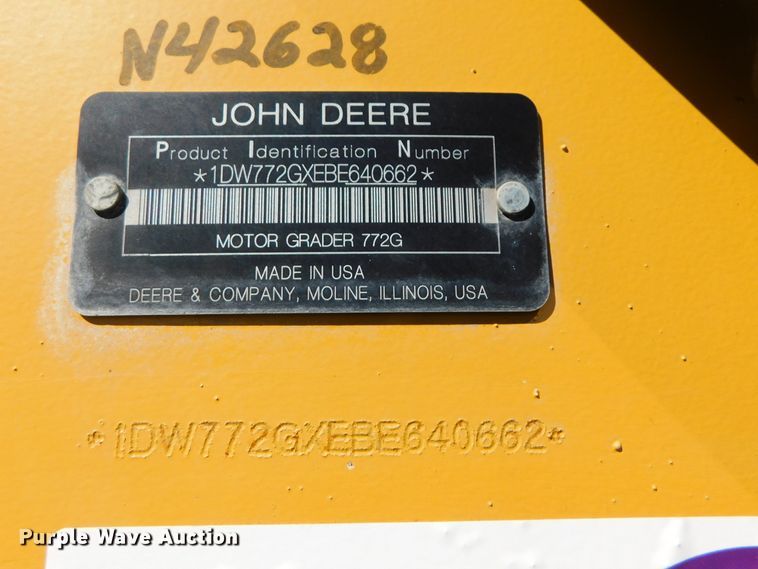 N42628
JOHN DEERE
Product Identification Number
*1DW772GXEBE640662*
MOTOR GRADER 772G
MADE IN USA
DEERE & COMPANY, MOLINE, ILLINOIS, USA
*1DW772GXEBE640662*
Purple Wave Auction